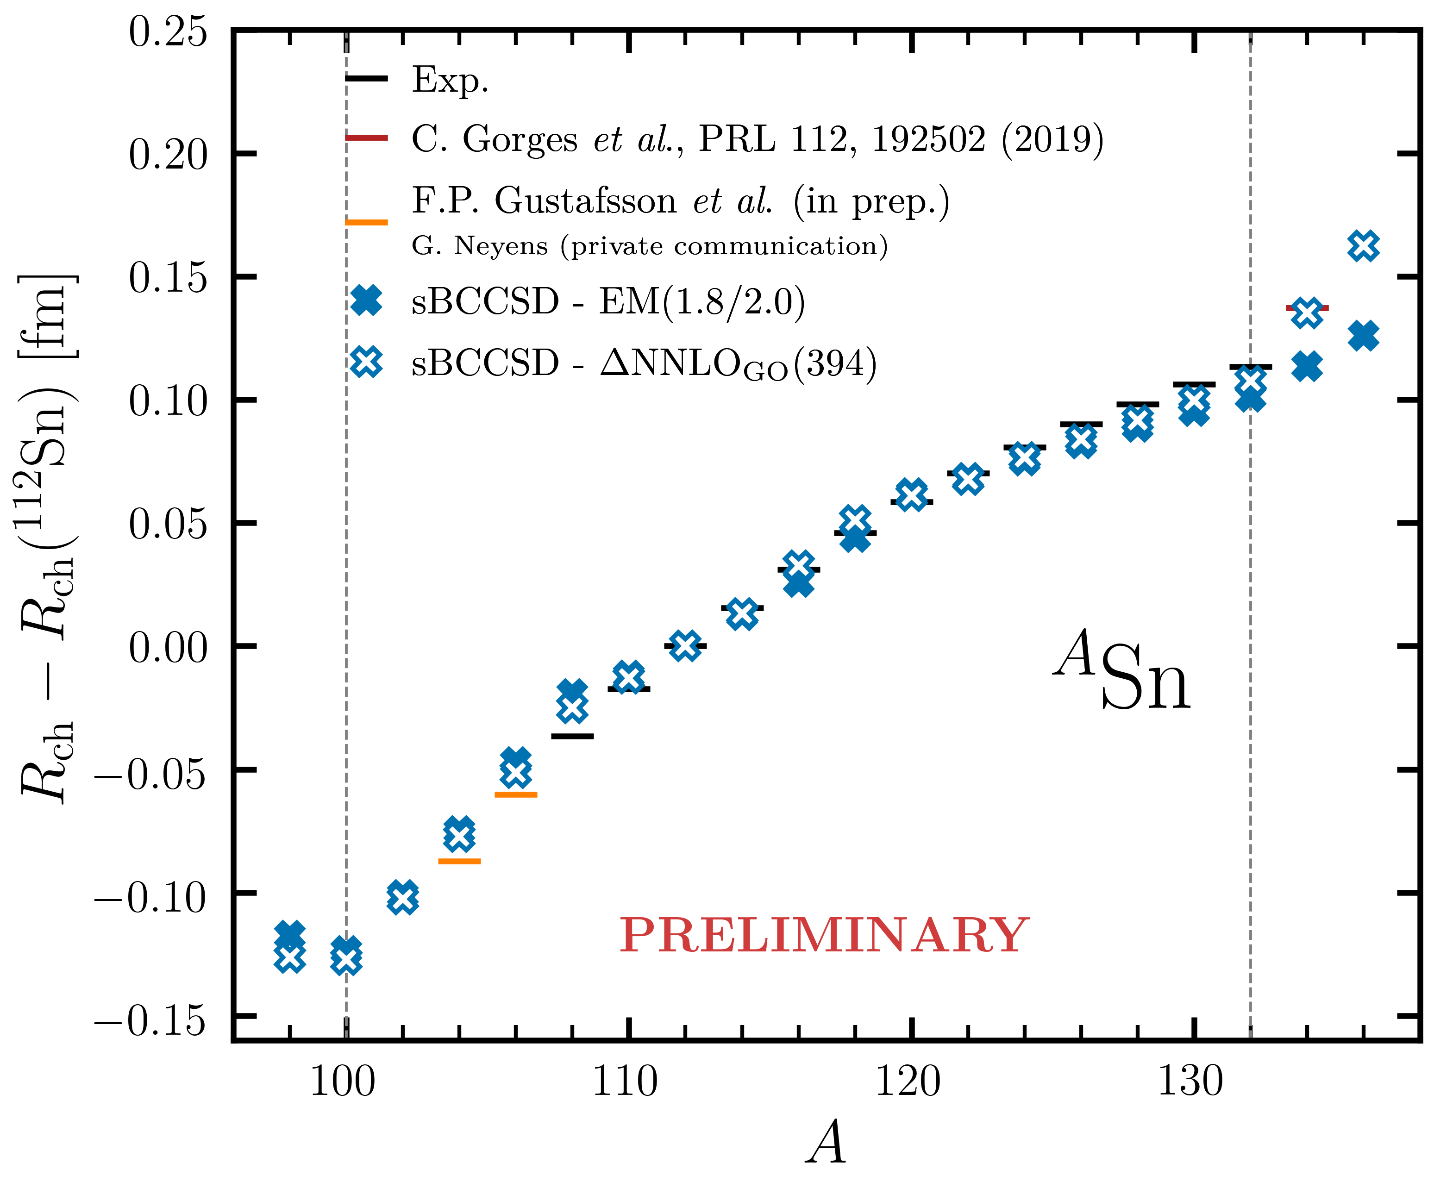 0.25
0.20
0.15
0.10
0.05
0.00
−0.05
−0.10
−0.15
R_ch − R_ch(^112Sn) [fm]
Exp.
C. Gorges et al., PRL 112, 192502 (2019)
F.P. Gustafsson et al. (in prep.)
G. Neyens (private communication)
sBCCSD - EM(1.8/2.0)
sBCCSD - ΔNNLO_GO(394)
^ASn
PRELIMINARY
100 110 120 130
A